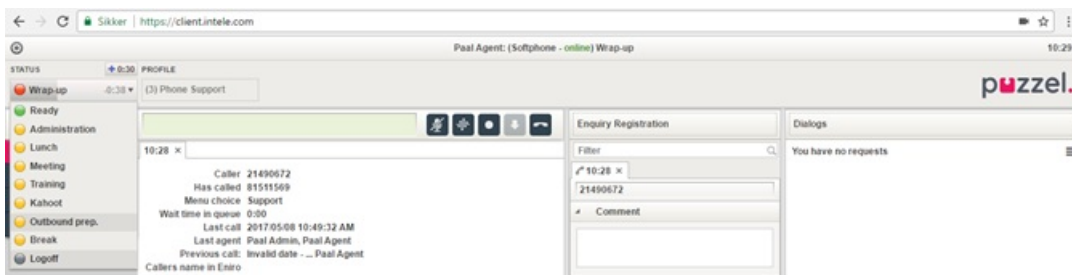 Sikker https://client.intele.com
Paal Agent: (Softphone - online) Wrap-up 10:29
STATUS +0:30 PROFILE
Wrap-up -0:38 (3) Phone Support
puzzel.
Ready
Administration
Lunch
Meeting
Training
Kahoot
Outbound prep.
Break
Logoff
10:28 ×
Caller 21490672
Has called 81511569
Menu choice Support
Wait time in queue 0:00
Last call 2017/05/08 10:49:32 AM
Last agent Paal Admin, Paal Agent
Previous call: Invalid date - ... Paal Agent
Callers name in Eniro
Enquiry Registration
Filter
10:28 ×
21490672
Comment
Dialogs
You have no requests